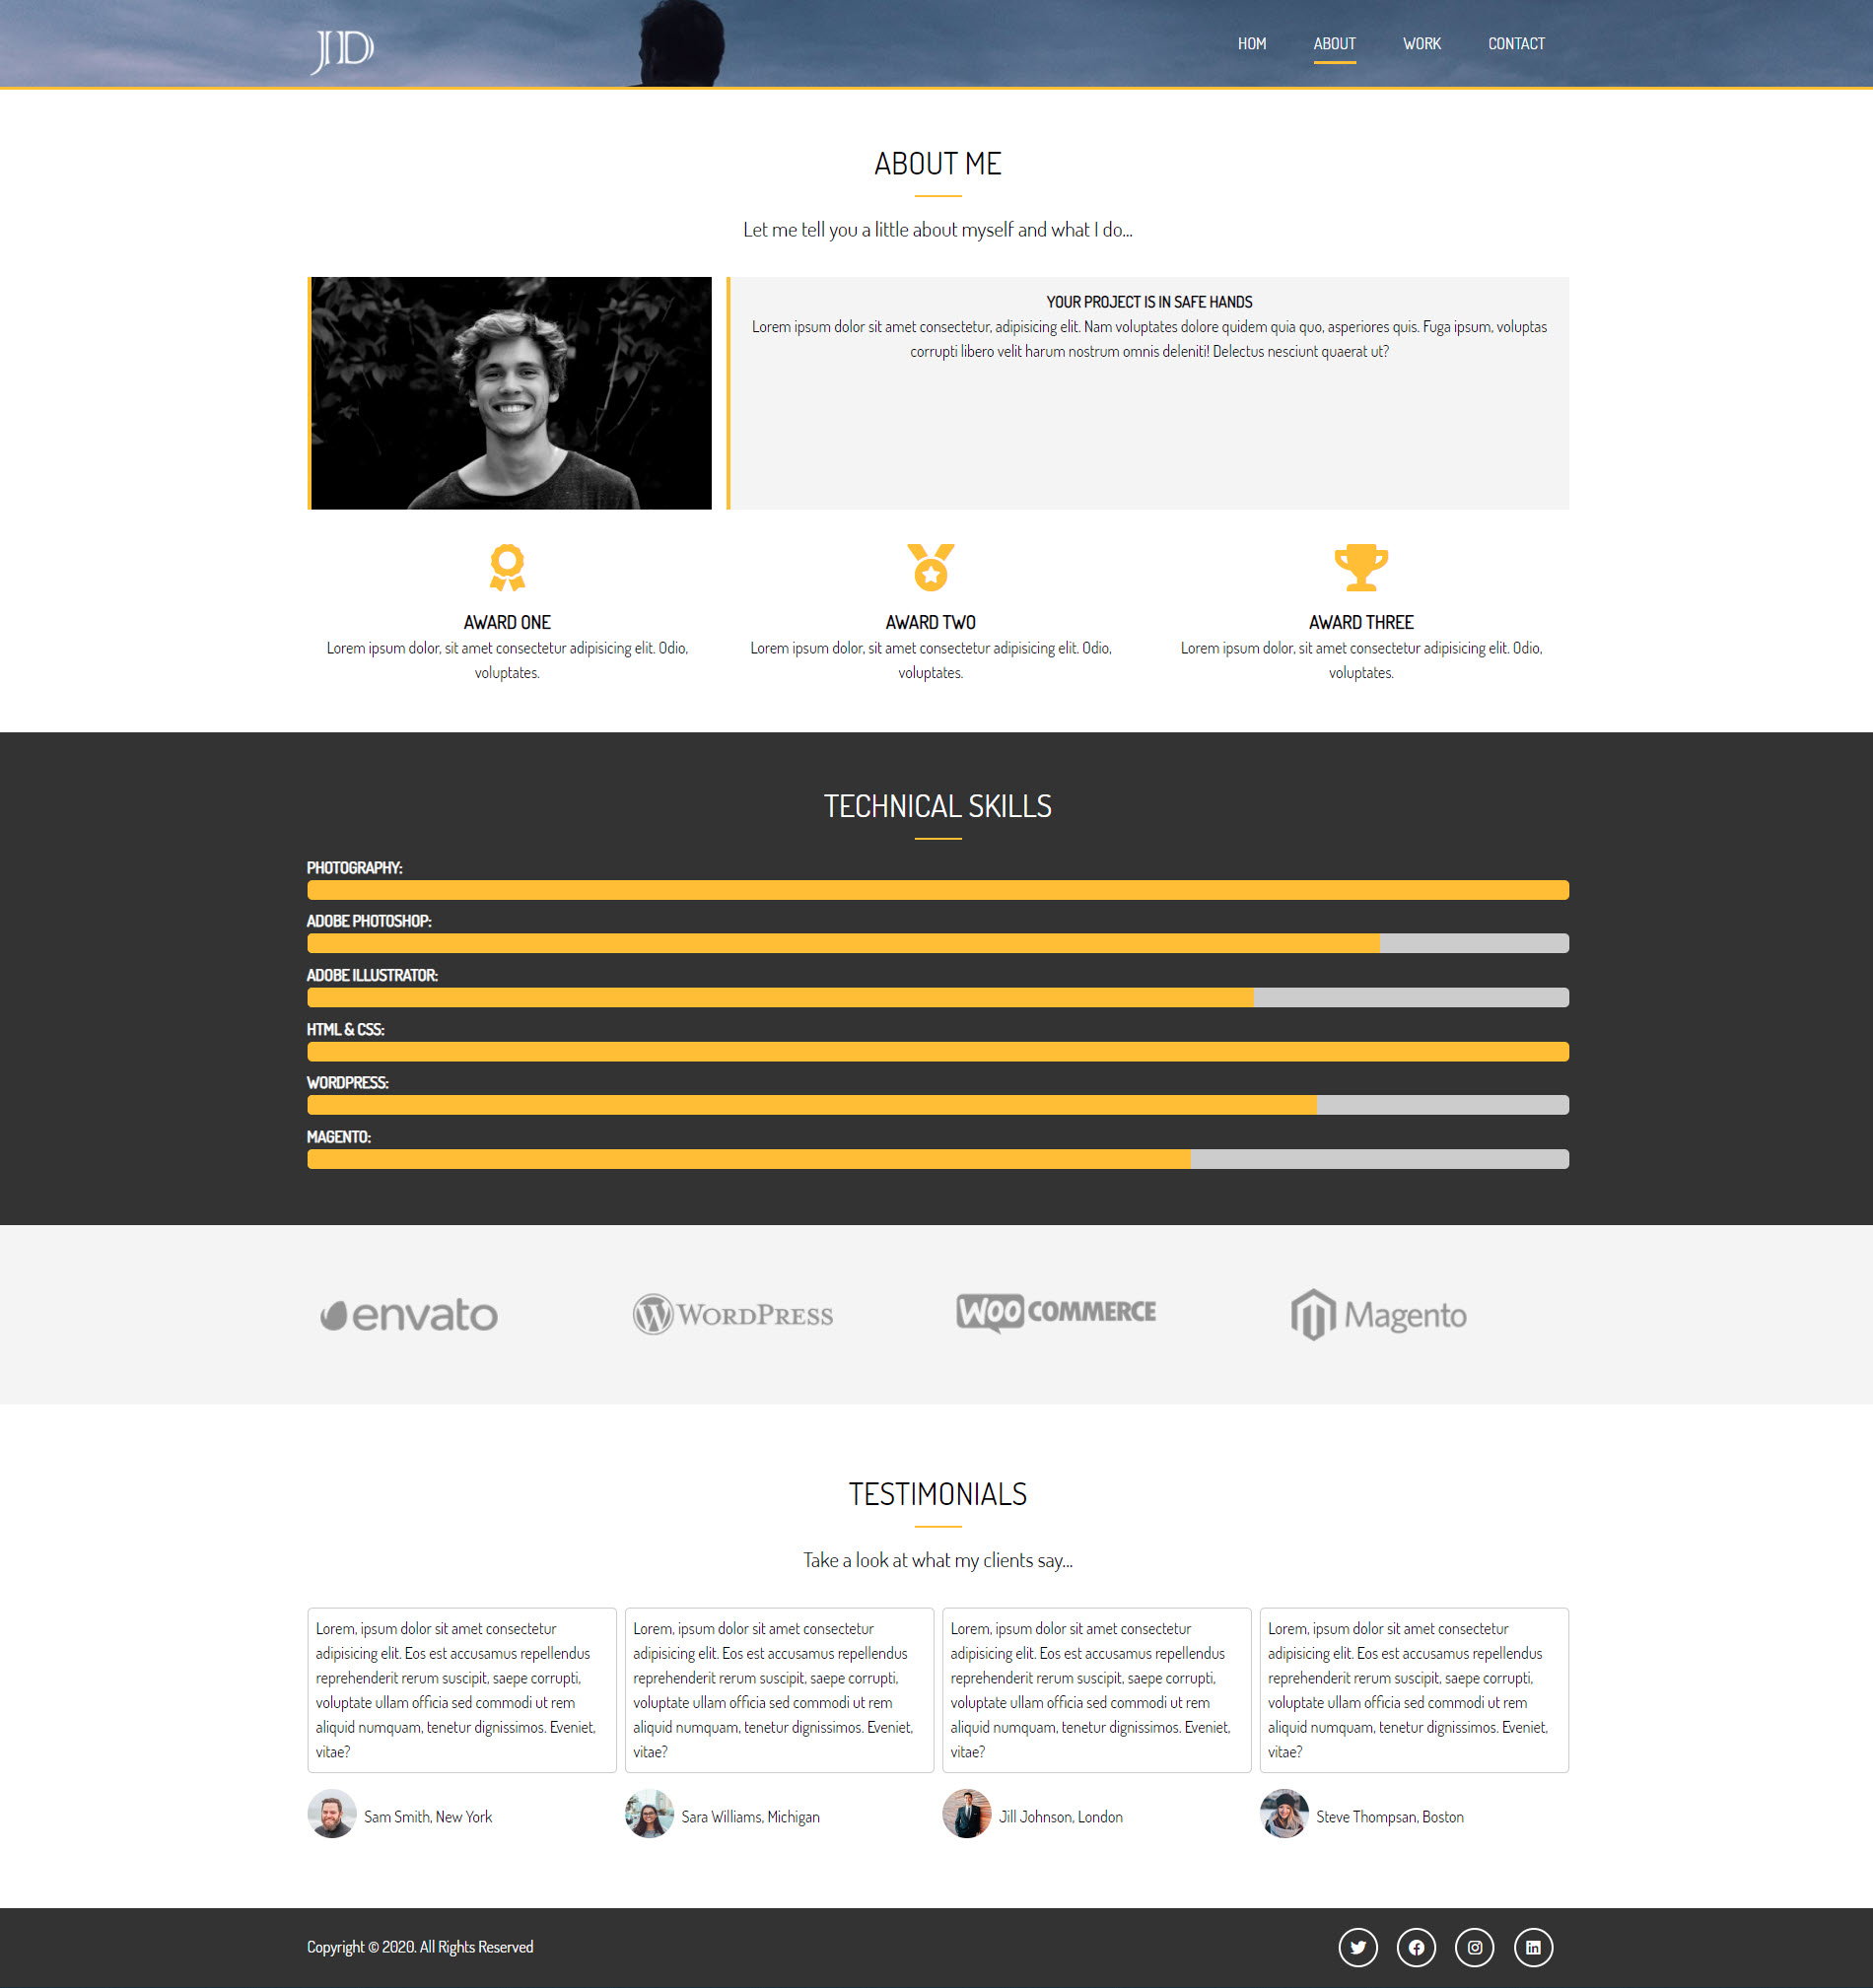 JD
HOM ABOUT WORK CONTACT
ABOUT ME
Let me tell you a little about myself and what I do...
YOUR PROJECT IS IN SAFE HANDS
Lorem ipsum dolor sit amet consectetur, adipisicing elit. Nam voluptates dolore quidem quia quo, asperiores quis. Fuga ipsum, voluptas
corrupti libero velit harum nostrum omnis deleniti! Delectus nesciunt quaerat ut?
AWARD ONE
Lorem ipsum dolor, sit amet consectetur adipisicing elit. Odio,
voluptates.
AWARD TWO
Lorem ipsum dolor, sit amet consectetur adipisicing elit. Odio,
voluptates.
AWARD THREE
Lorem ipsum dolor, sit amet consectetur adipisicing elit. Odio,
voluptates.
TECHNICAL SKILLS
PHOTOGRAPHY:
ADOBE PHOTOSHOP:
ADOBE ILLUSTRATOR:
HTML & CSS:
WORDPRESS:
MAGENTO:
envato
WORDPRESS
WOO COMMERCE
Magento
TESTIMONIALS
Take a look at what my clients say...
Lorem, ipsum dolor sit amet consectetur
adipisicing elit. Eos est accusamus repellendus
reprehenderit rerum suscipit, saepe corrupti,
voluptate ullam officia sed commodi ut rem
aliquid numquam, tenetur dignissimos. Eveniet,
vitae?
Sam Smith, New York
Lorem, ipsum dolor sit amet consectetur
adipisicing elit. Eos est accusamus repellendus
reprehenderit rerum suscipit, saepe corrupti,
voluptate ullam officia sed commodi ut rem
aliquid numquam, tenetur dignissimos. Eveniet,
vitae?
Sara Williams, Michigan
Lorem, ipsum dolor sit amet consectetur
adipisicing elit. Eos est accusamus repellendus
reprehenderit rerum suscipit, saepe corrupti,
voluptate ullam officia sed commodi ut rem
aliquid numquam, tenetur dignissimos. Eveniet,
vitae?
Jill Johnson, London
Lorem, ipsum dolor sit amet consectetur
adipisicing elit. Eos est accusamus repellendus
reprehenderit rerum suscipit, saepe corrupti,
voluptate ullam officia sed commodi ut rem
aliquid numquam, tenetur dignissimos. Eveniet,
vitae?
Steve Thompsan, Boston
Copyright © 2020. All Rights Reserved